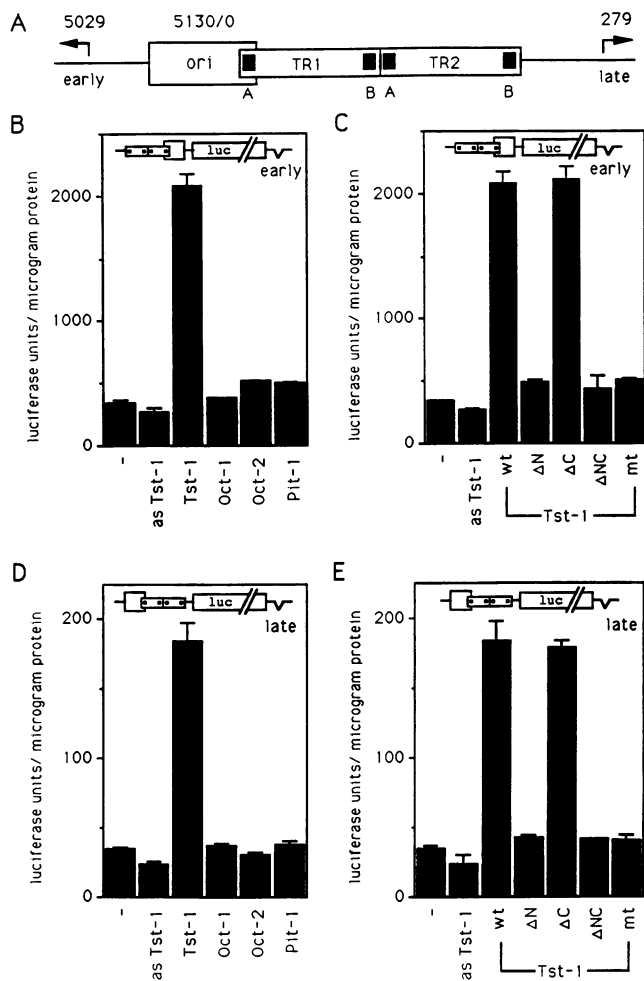 A
5029
5130/0
279
early
ori
TR1
TR2
late
A
B
A
B
B
luciferase units/ microgram protein
2000
1000
0
luc
early
-
as Tst-1
Tst-1
Oct-1
Oct-2
Pit-1
C
luciferase units/ microgram protein
2000
1000
0
luc
early
-
as Tst-1
wt
ΔN
ΔC
ΔNC
mt
Tst-1
D
luciferase units/ microgram protein
200
100
0
luc
late
-
as Tst-1
Tst-1
Oct-1
Oct-2
Pit-1
E
luciferase units/ microgram protein
200
100
0
luc
late
-
as Tst-1
wt
ΔN
ΔC
ΔNC
mt
Tst-1